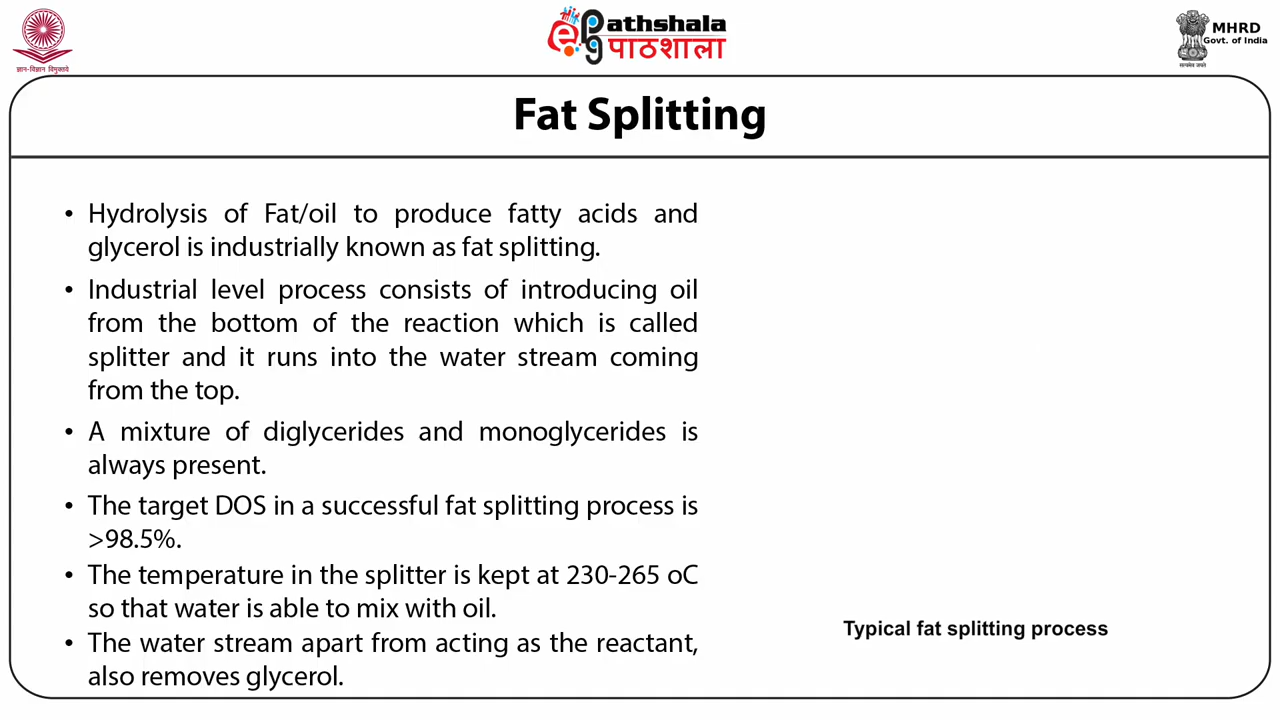 ज्ञान-विज्ञान विमुक्तये
ePathshala
पाठशाला
MHRD
Govt. of India
सत्यमेव जयते
Fat Splitting
• Hydrolysis of Fat/oil to produce fatty acids and
glycerol is industrially known as fat splitting.
• Industrial level process consists of introducing oil
from the bottom of the reaction which is called
splitter and it runs into the water stream coming
from the top.
• A mixture of diglycerides and monoglycerides is
always present.
• The target DOS in a successful fat splitting process is
>98.5%.
• The temperature in the splitter is kept at 230-265 oC
so that water is able to mix with oil.
• The water stream apart from acting as the reactant,
also removes glycerol.
Typical fat splitting process